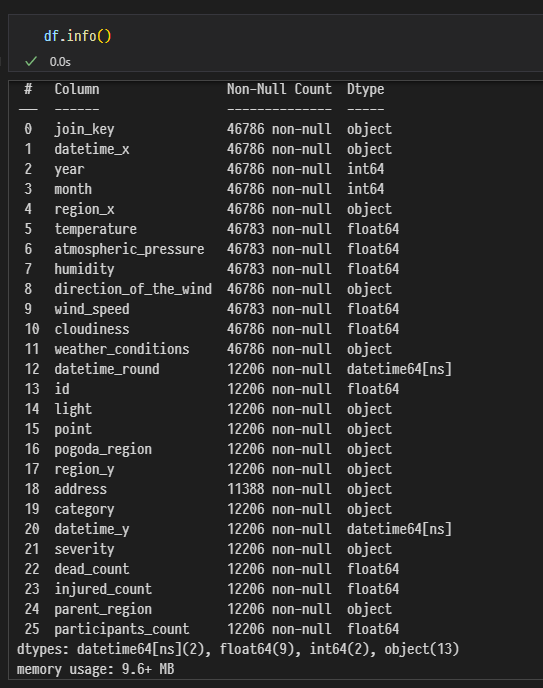 df.info()
0.0s
#   Column                 Non-Null Count  Dtype
--- ------                 --------------  -----
0   join_key               46786 non-null  object
1   datetime_x             46786 non-null  object
2   year                   46786 non-null  int64
3   month                  46786 non-null  int64
4   region_x               46786 non-null  object
5   temperature            46783 non-null  float64
6   atmospheric_pressure   46783 non-null  float64
7   humidity               46783 non-null  float64
8   direction_of_the_wind  46786 non-null  object
9   wind_speed             46783 non-null  float64
10  cloudiness             46786 non-null  float64
11  weather_conditions     46786 non-null  object
12  datetime_round         12206 non-null  datetime64[ns]
13  id                     12206 non-null  float64
14  light                  12206 non-null  object
15  point                  12206 non-null  object
16  pogoda_region          12206 non-null  object
17  region_y               12206 non-null  object
18  address                11388 non-null  object
19  category               12206 non-null  object
20  datetime_y             12206 non-null  datetime64[ns]
21  severity               12206 non-null  object
22  dead_count             12206 non-null  float64
23  injured_count          12206 non-null  float64
24  parent_region          12206 non-null  object
25  participants_count     12206 non-null  float64
dtypes: datetime64[ns](2), float64(9), int64(2), object(13)
memory usage: 9.6+ MB